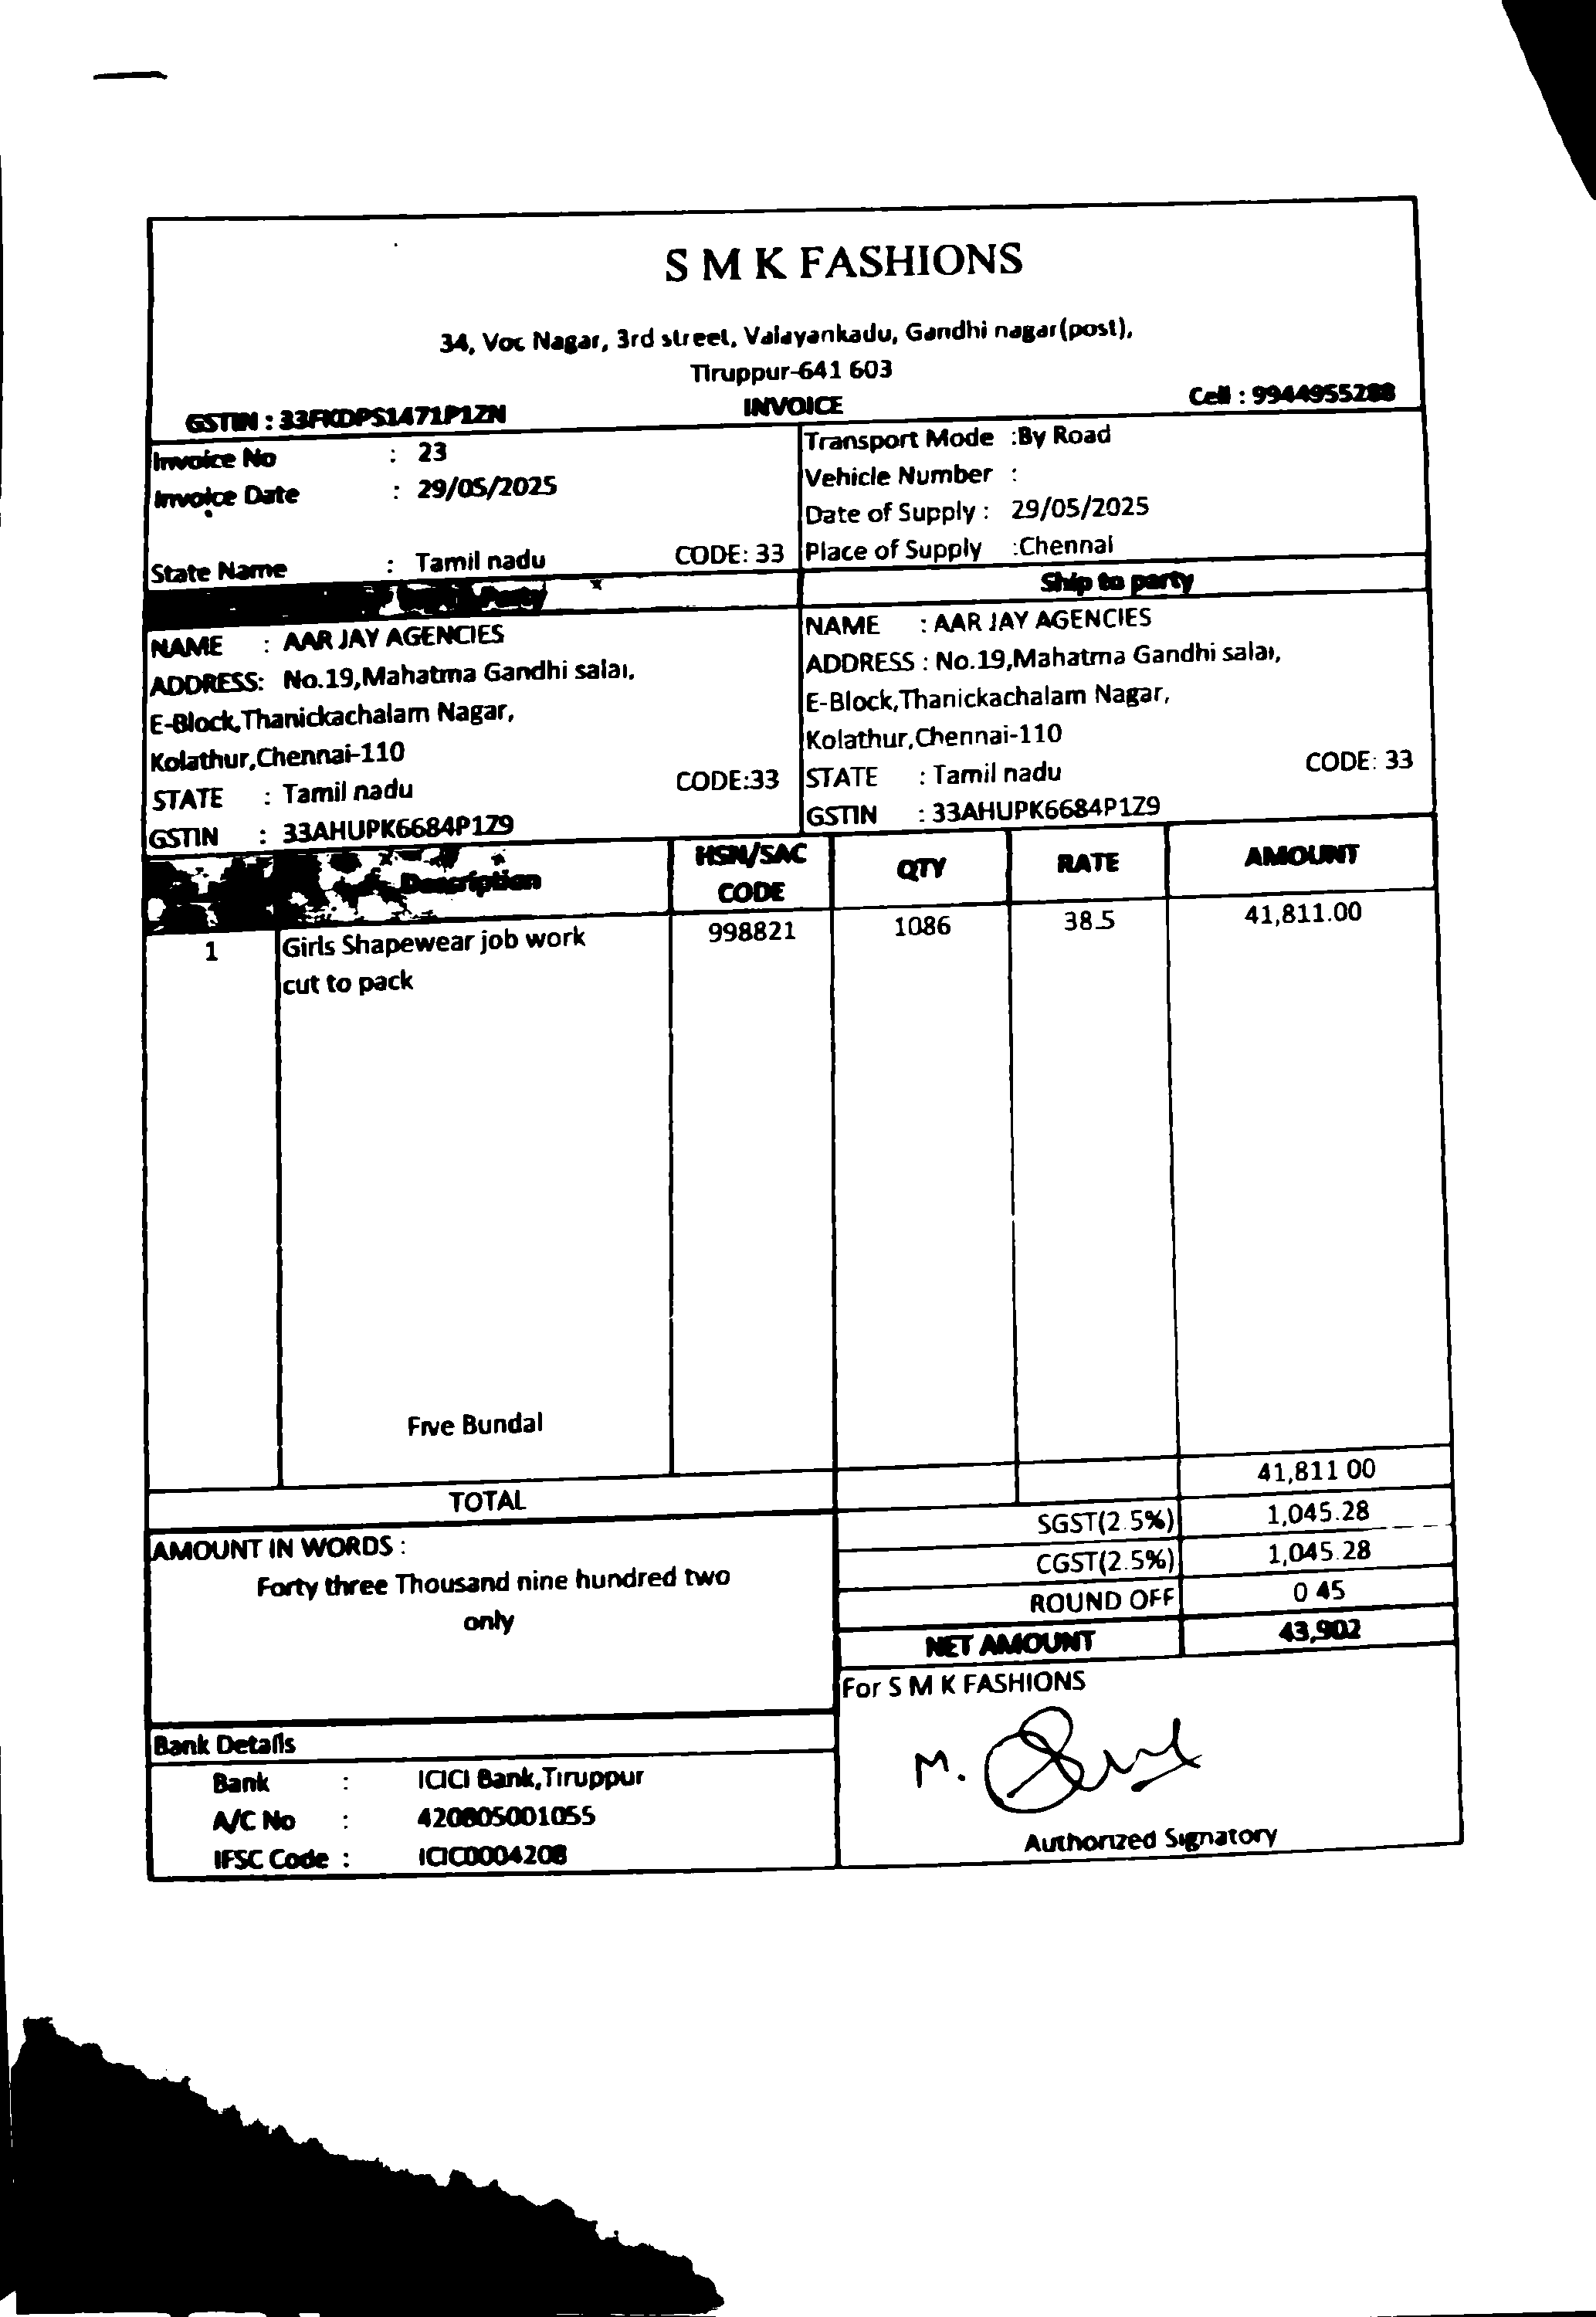 S M K FASHIONS
34, Voc Nagar, 3rd street, Valayankadu, Gandhi nagar(post),
Tiruppur-641 603
GSTIN : 33FKDPS1471P1ZN INVOICE Cell : 9944955288
Invoice No : 23
Invoice Date : 29/05/2025
State Name : Tamil nadu CODE: 33
Transport Mode :By Road
Vehicle Number :
Date of Supply : 29/05/2025
Place of Supply :Chennai
Party
NAME : AAR JAY AGENCIES
ADDRESS: No.19,Mahatma Gandhi salai,
E-Block,Thanickachalam Nagar,
Kolathur,Chennai-110
STATE : Tamil nadu CODE:33
GSTIN : 33AHUPK6684P1Z9
Ship to party
NAME : AAR JAY AGENCIES
ADDRESS : No.19,Mahatma Gandhi salai,
E-Block,Thanickachalam Nagar,
Kolathur,Chennai-110
STATE : Tamil nadu CODE: 33
GSTIN : 33AHUPK6684P1Z9
Description HSN/SAC CODE QTY RATE AMOUNT
1 Girls Shapewear job work 998821 1086 38.5 41,811.00
cut to pack
Five Bundal
TOTAL 41,811 00
SGST(2.5%) 1,045.28
CGST(2.5%) 1,045.28
ROUND OFF 0 45
NET AMOUNT 43,902
AMOUNT IN WORDS :
Forty three Thousand nine hundred two
only
Bank Details
Bank : ICICI Bank,Tiruppur
A/C No : 420805001055
IFSC Code : ICIC0004208
For S M K FASHIONS
M.
Authorized Signatory